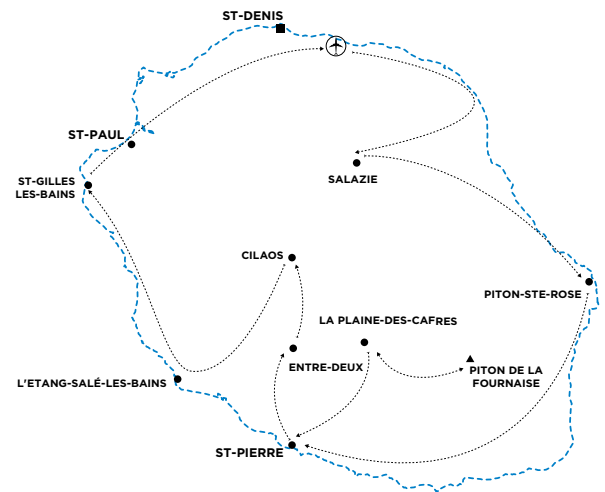 ST-DENIS
ST-PAUL
ST-GILLES
LES-BAINS
SALAZIE
CILAOS
PITON-STE-ROSE
LA PLAINE-DES-CAFRES
ENTRE-DEUX
PITON DE LA
FOURNAISE
L'ETANG-SALÉ-LES-BAINS
ST-PIERRE